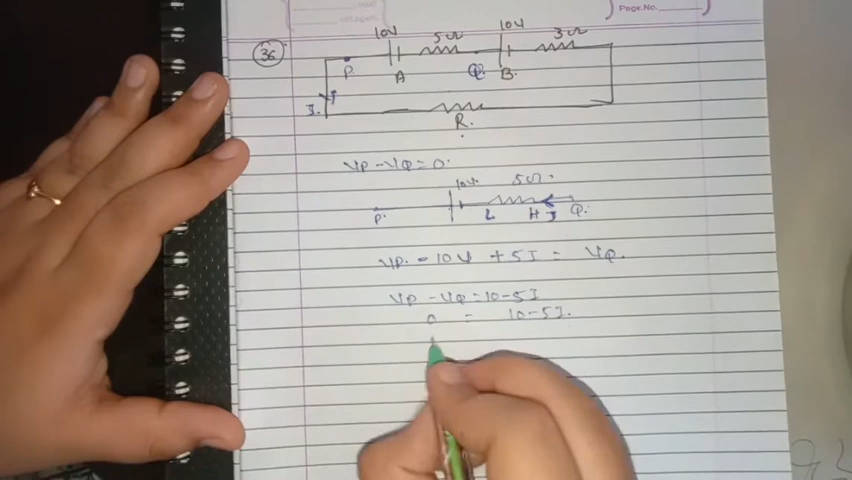 Page No.
36
10V 5Ω 10V 3Ω
P A Q B
I
R
VP - VQ = 0
10V 5Ω
P L H I Q
VP - 10V + 5I = VQ
VP - VQ = 10 - 5I
0 = 10 - 5I